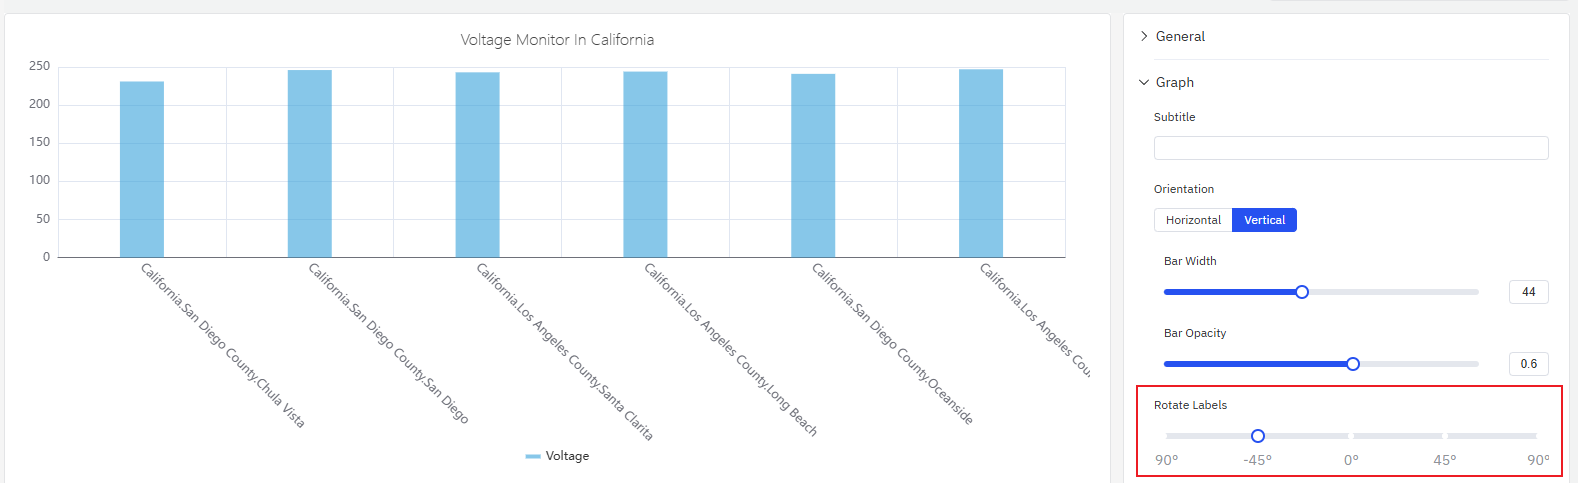 Voltage Monitor In California
250
200
150
100
50
0
California.San Diego County.Chula Vista
California.San Diego County.San Diego
California.Los Angeles County.Santa Clarita
California.Los Angeles County.Long Beach
California.San Diego County.Oceanside
California.Los Angeles Cou.
Voltage
General
Graph
Subtitle
Orientation
Horizontal Vertical
Bar Width
44
Bar Opacity
0.6
Rotate Labels
90° -45° 0° 45° 90°